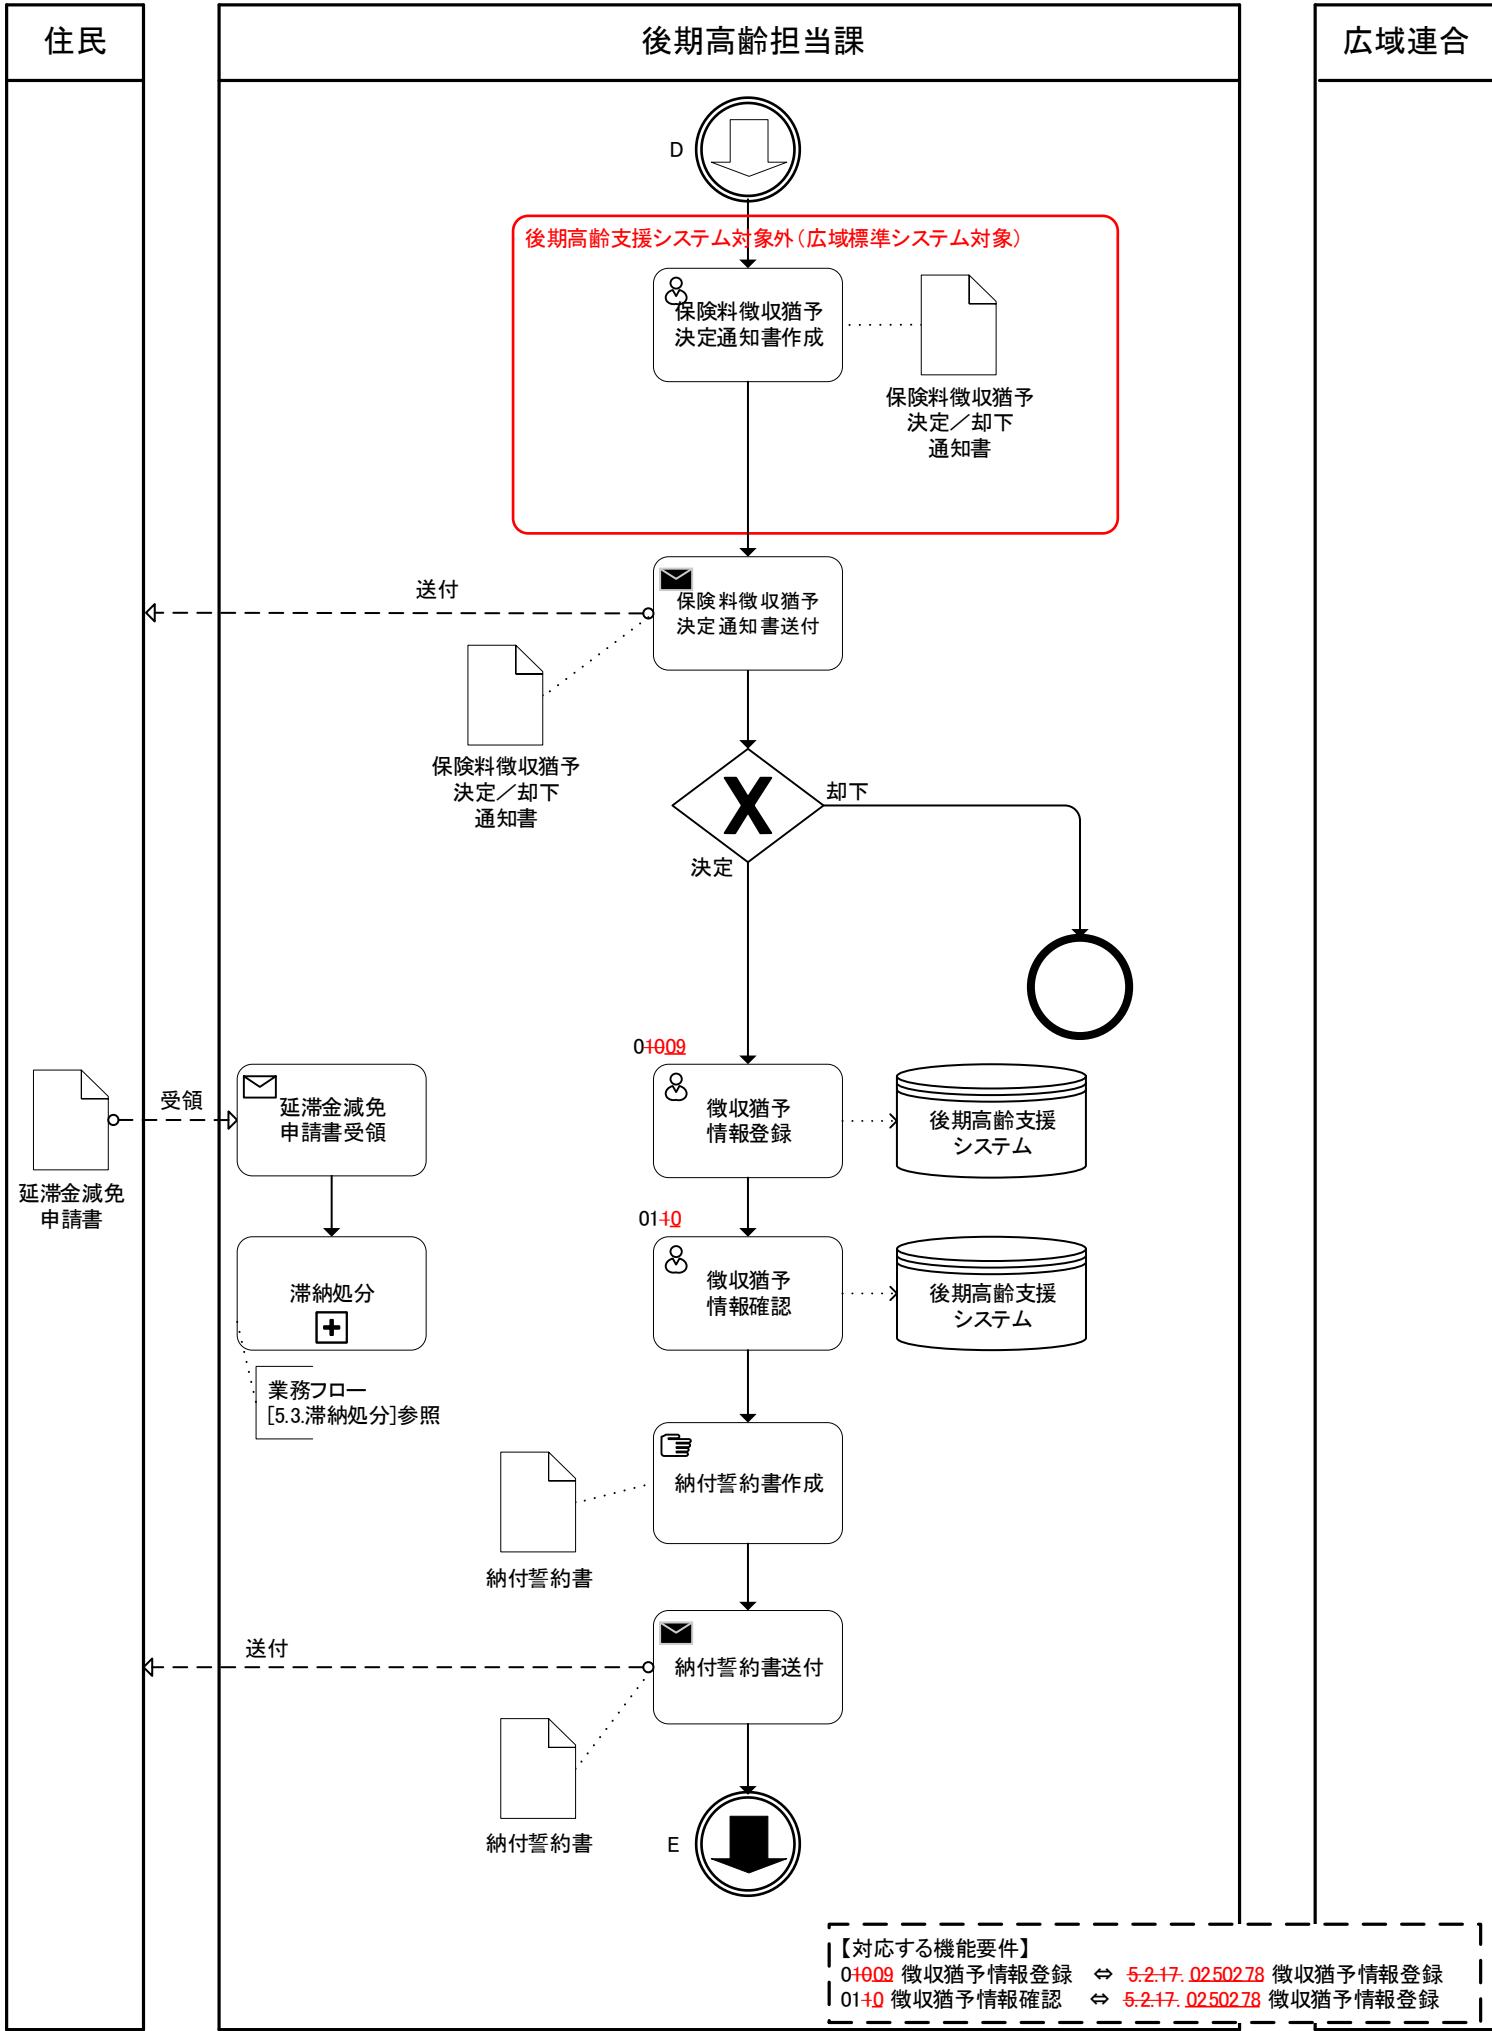 住民
後期高齢担当課
広域連合
D
後期高齢支援システム対象外（広域標準システム対象）
保険料徴収猶予
決定通知書作成
保険料徴収猶予
決定／却下
通知書
送付
保険料徴収猶予
決定通知書送付
保険料徴収猶予
決定／却下
通知書
却下
決定
01009
受領
延滞金減免
申請書受領
徴収猶予
情報登録
後期高齢支援
システム
延滞金減免
申請書
0110
滞納処分
徴収猶予
情報確認
後期高齢支援
システム
業務フロー
[5.3.滞納処分]参照
納付誓約書作成
納付誓約書
送付
納付誓約書送付
納付誓約書
E
【対応する機能要件】
01009 徴収猶予情報登録 ⇔ 5.2.17. 0250278 徴収猶予情報登録
0110 徴収猶予情報確認 ⇔ 5.2.17. 0250278 徴収猶予情報登録